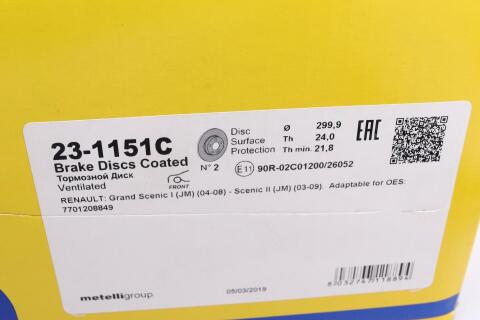 23-1151C
Brake Discs Coated
Тормозной Диск
Ventilated
N° 2
FRONT
Disc Ø 299,9
Surface Th 24,0
Protection Th min. 21,8
E11 90R-02C01200/26052
EAC
RENAULT: Grand Scenic I (JM) (04-08) - Scenic II (JM) (03-09). Adaptable for OES:
7701208849
metelligroup
05/03/2019
8032747118894